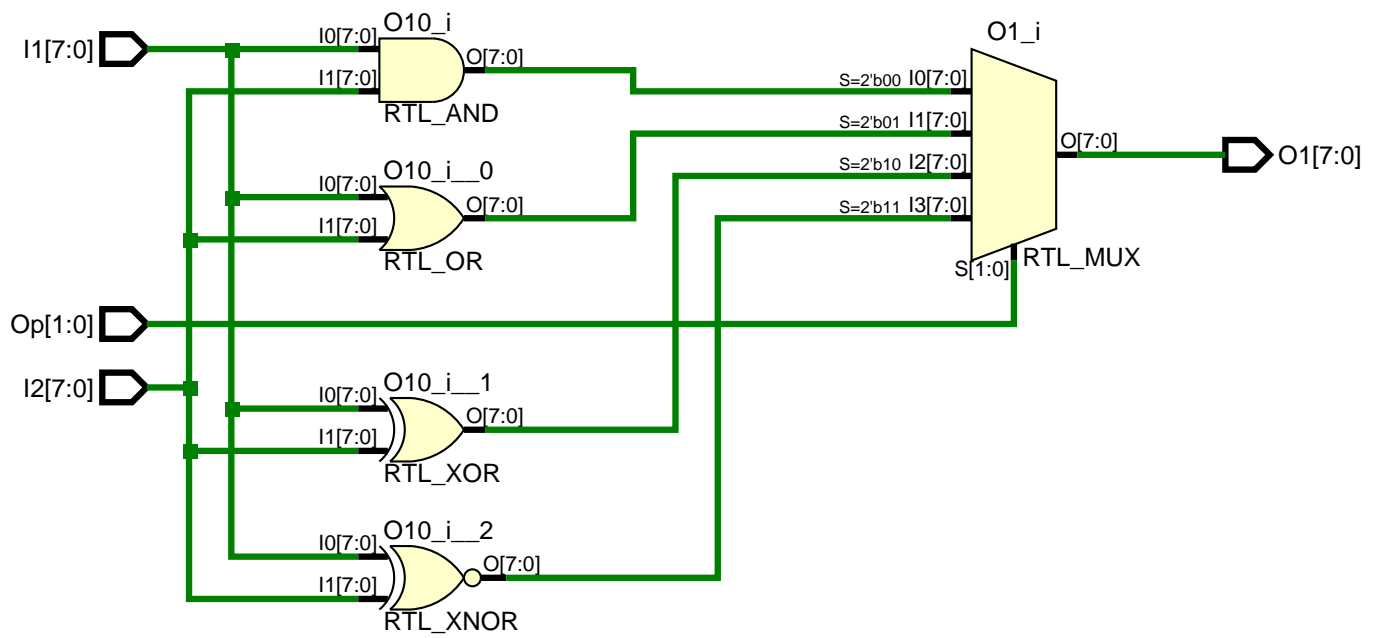 O10_i
I1[7:0]
I0[7:0]
I1[7:0]
O[7:0]
RTL_AND
O10_i__0
I0[7:0]
I1[7:0]
O[7:0]
RTL_OR
Op[1:0]
I2[7:0]
O10_i__1
I0[7:0]
I1[7:0]
O[7:0]
RTL_XOR
O10_i__2
I0[7:0]
I1[7:0]
O[7:0]
RTL_XNOR
O1_i
S=2'b00 I0[7:0]
S=2'b01 I1[7:0]
S=2'b10 I2[7:0]
S=2'b11 I3[7:0]
S[1:0]
RTL_MUX
O[7:0]
O1[7:0]